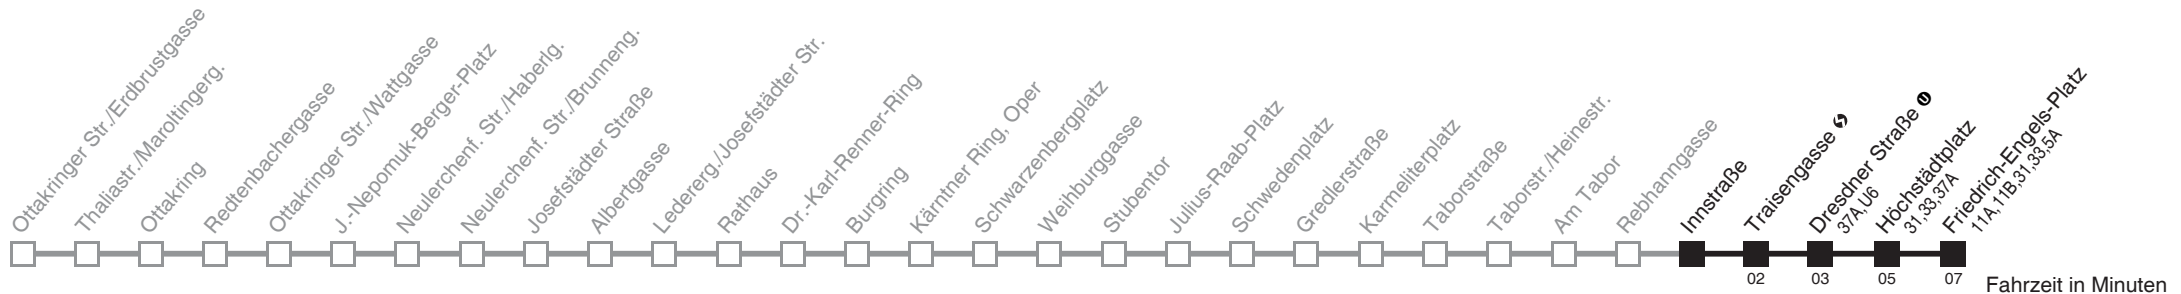 Ottakringer Str./Erdbrustgasse
Thaliastr./Maroltingerg.
Ottakring
Redtenbachergasse
Ottakringer Str./Wattgasse
J.-Nepomuk-Berger-Platz
Neulerchenf. Str./Haberlg.
Neulerchenf. Str./Brunneng.
Josefstädter Straße
Albertgasse
Ledererg./Josefstädter Str.
Rathaus
Dr.-Karl-Renner-Ring
Burgring
Kärntner Ring, Oper
Schwarzenbergplatz
Weihburggasse
Stubentor
Julius-Raab-Platz
Schwedenplatz
Gredlerstraße
Karmeliterplatz
Taborstraße
Taborstr./Heinestr.
Am Tabor
Rebhanngasse
Innstraße
Traisengasse S
Dresdner Straße U
37A,U6
Höchstädtplatz
31,33,37A
Friedrich-Engels-Platz
11A,11B,31,33,5A
02 03 05 07
Fahrzeit in Minuten